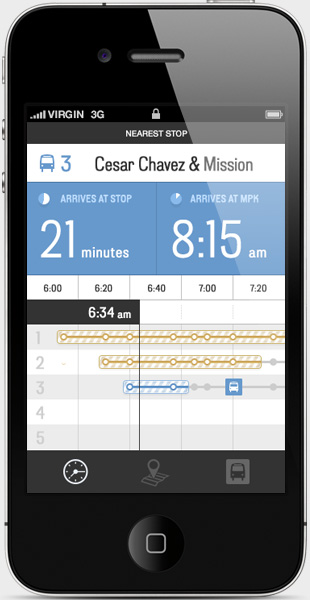 VIRGIN 3G
NEAREST STOP
3 Cesar Chavez & Mission
ARRIVES AT STOP
21 minutes
ARRIVES AT MPK
8:15 am
6:00 6:20 6:40 7:00 7:20
6:34 am
1
2 -
3
4
5